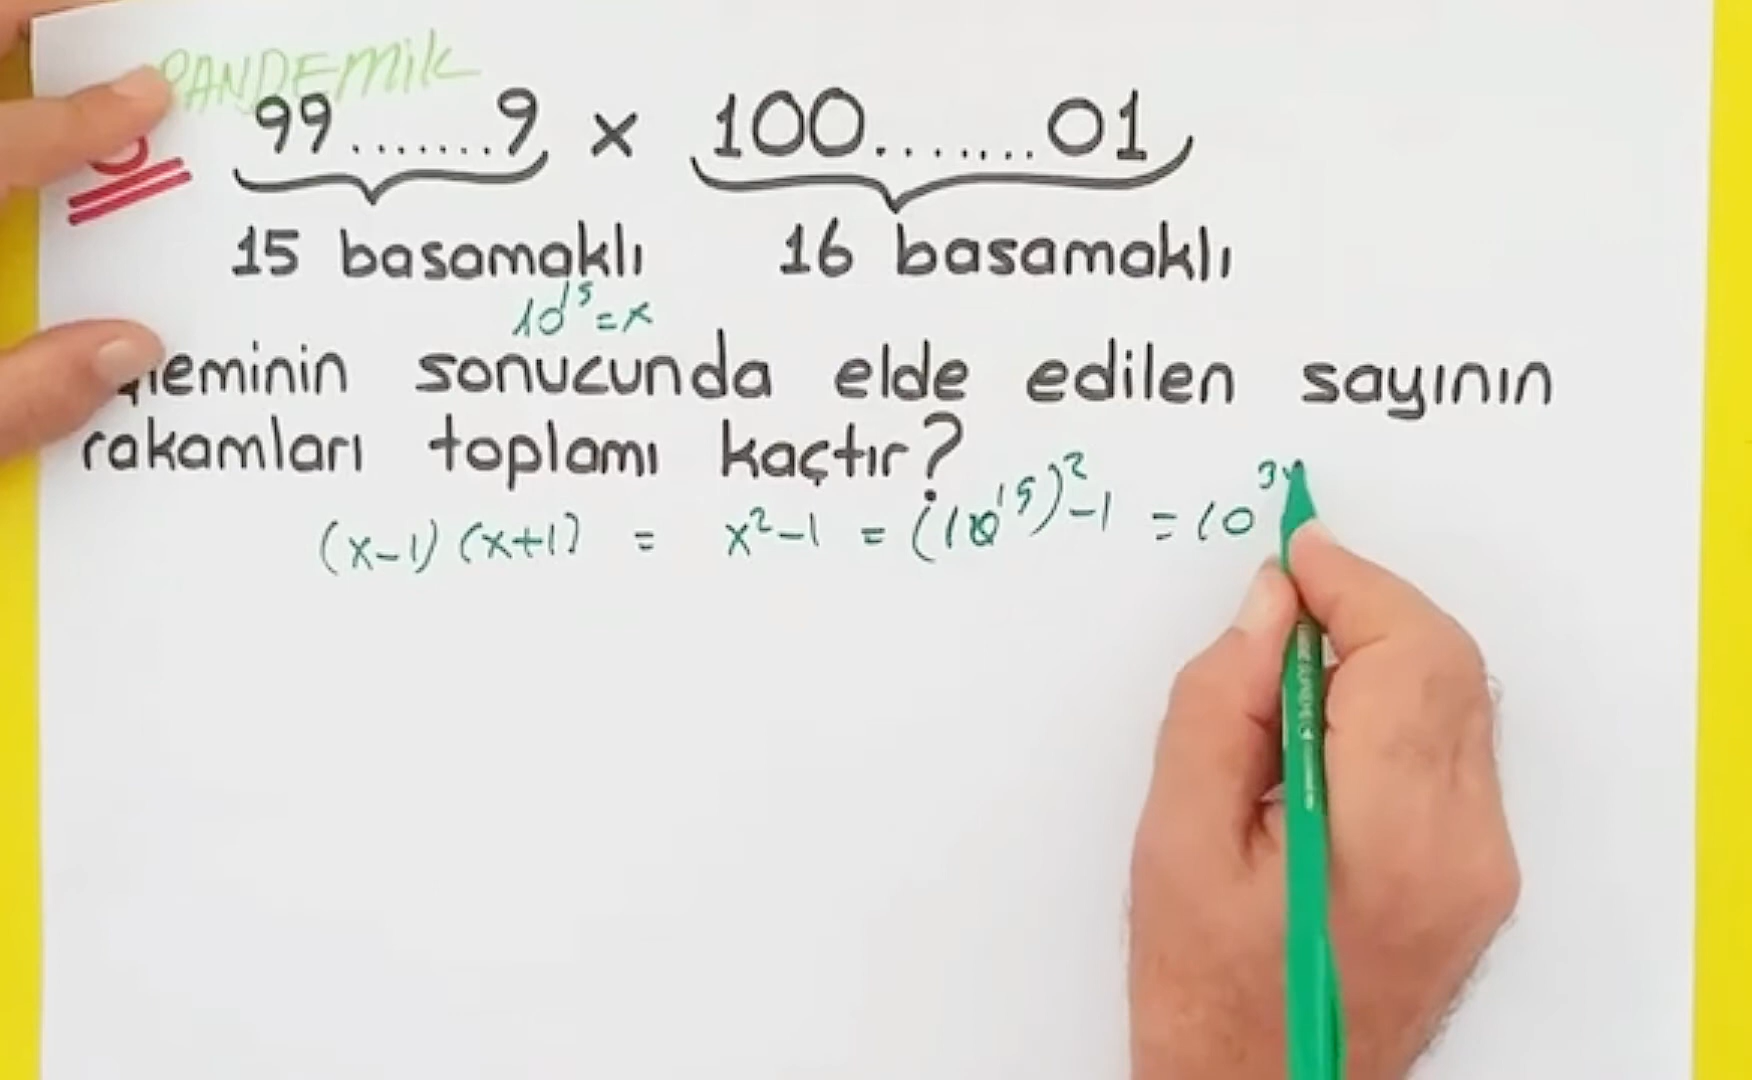 PANDEMİK
99.......9 x 100.......01
15 basamaklı 16 basamaklı
10¹⁵=x
sonucunda elde edilen sayının
rakamları toplamı kaçtır?
(x-1)(x+1) = x²-1 = (10¹⁵)²-1 = 10³